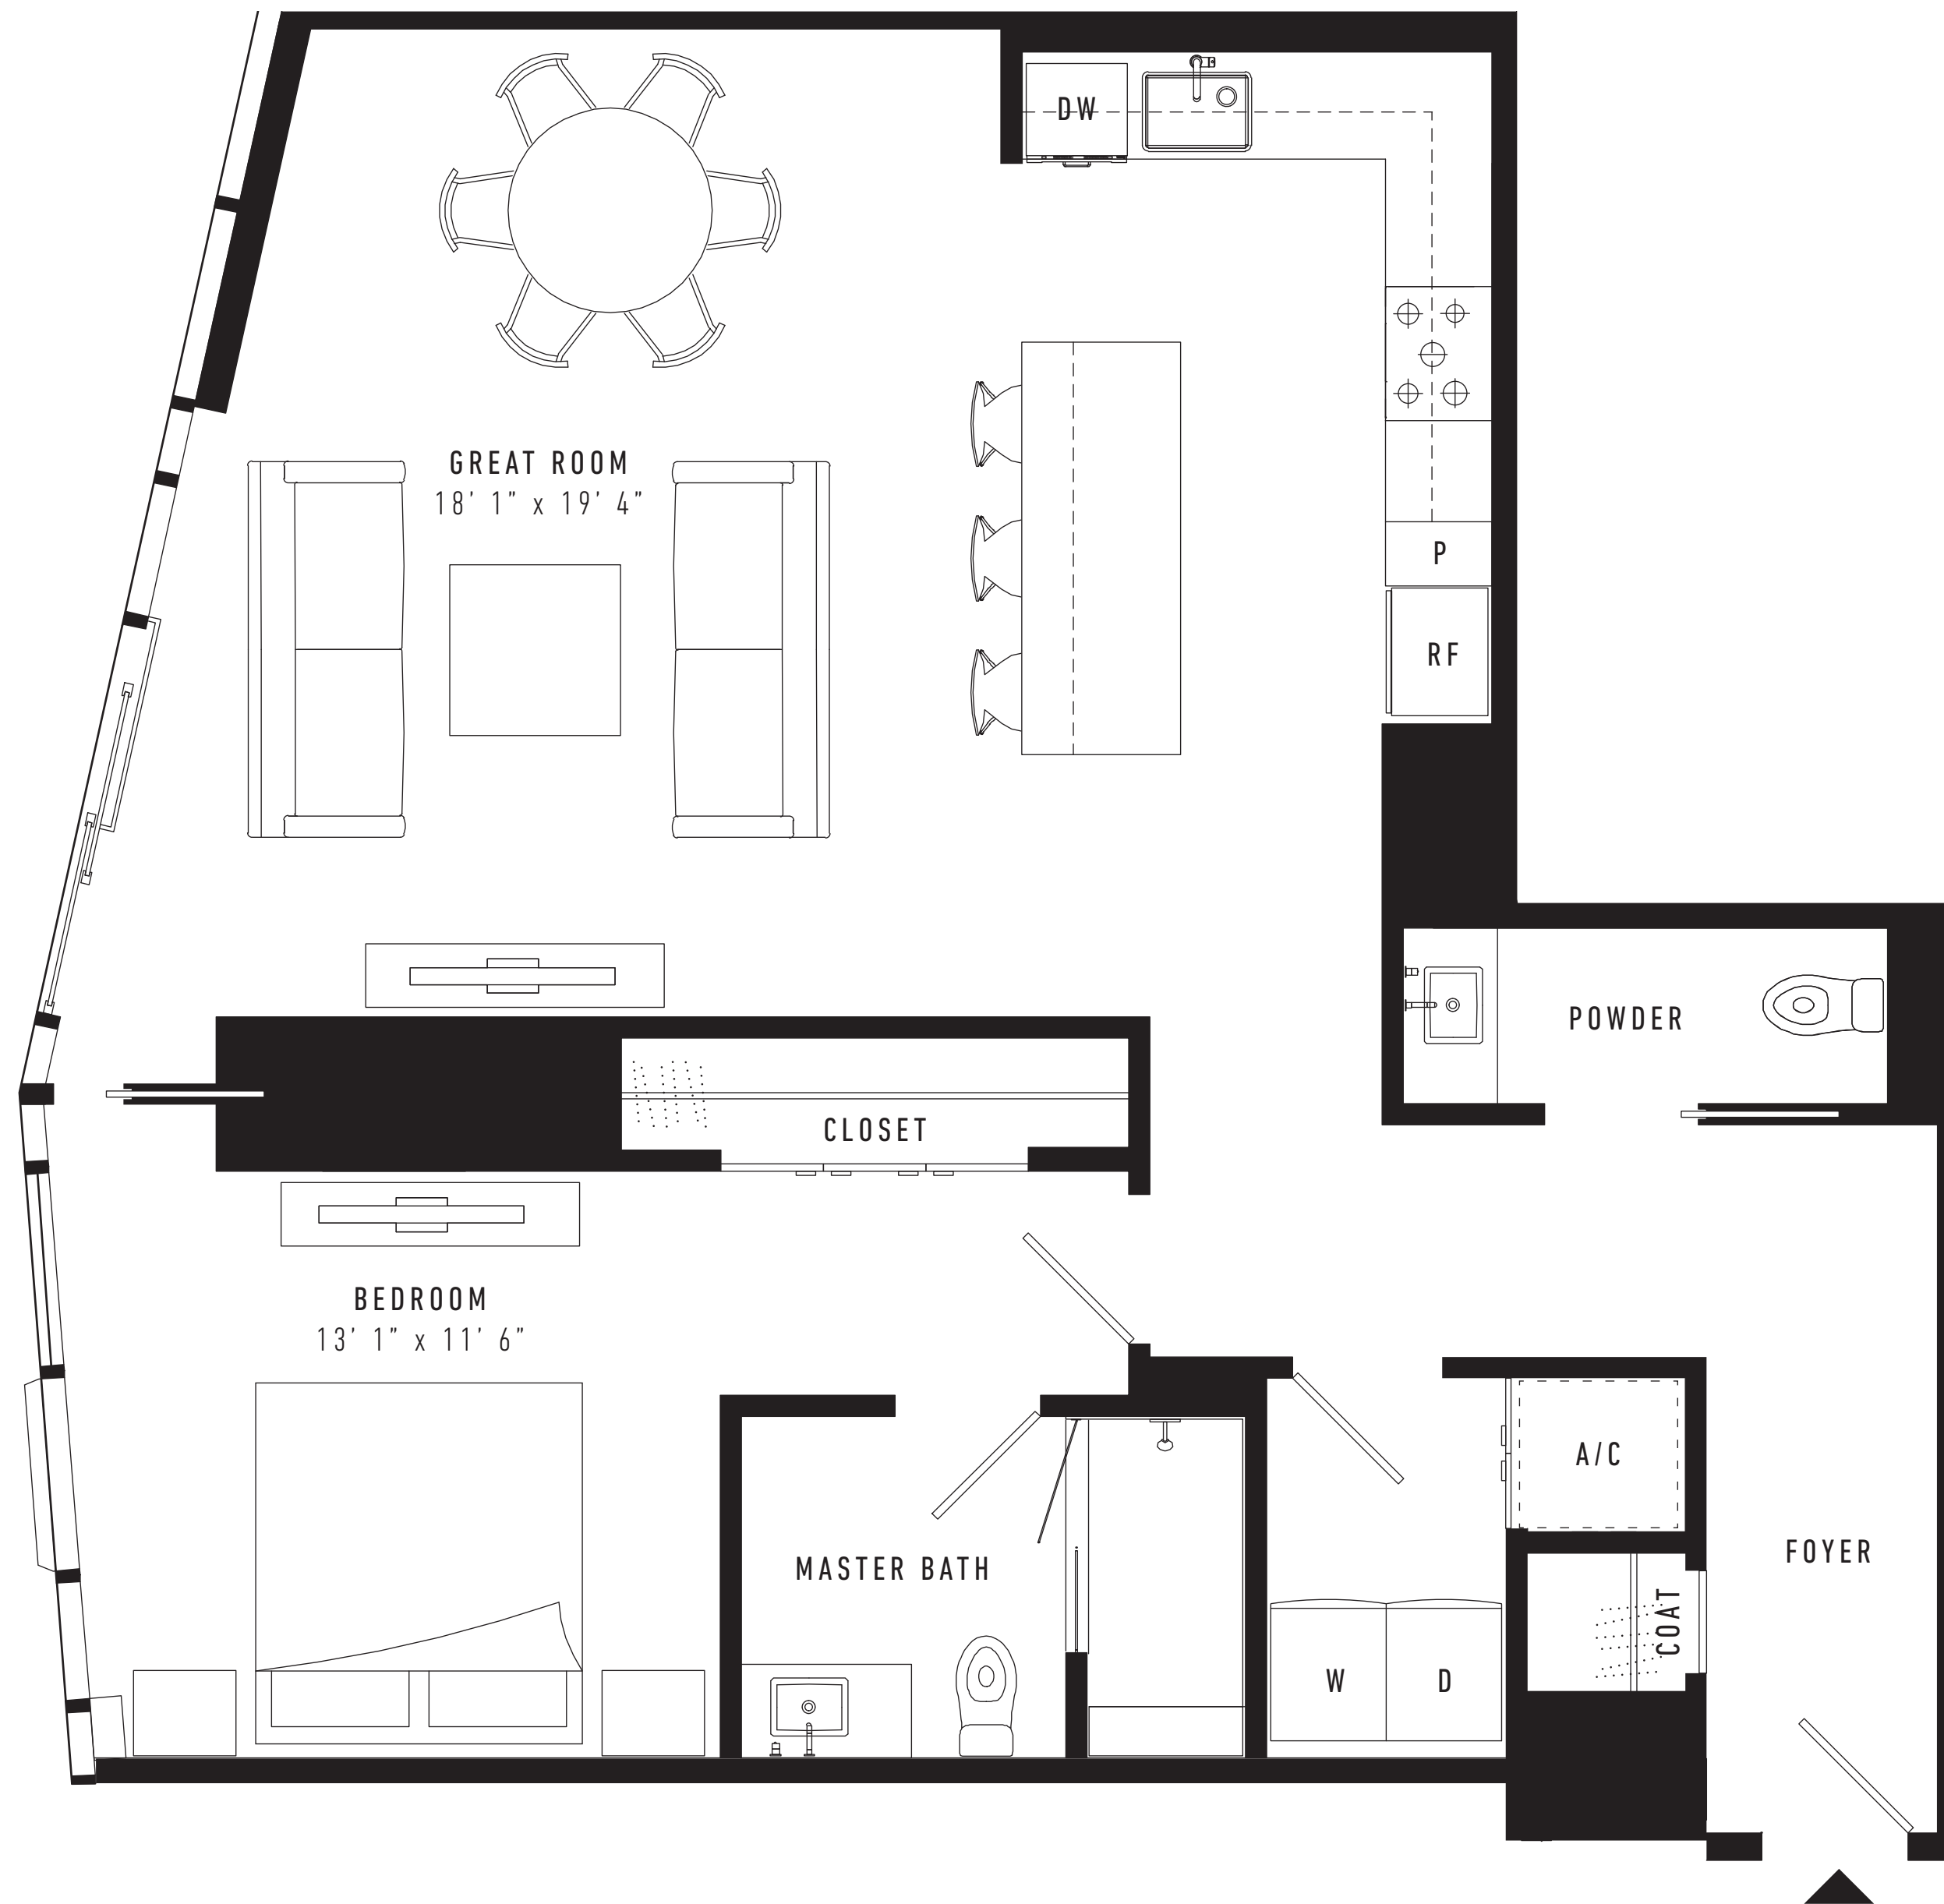 DW
GREAT ROOM
18’ 1” x 19’ 4”
P
RF
POWDER
CLOSET
BEDROOM
13’ 1” x 11’ 6”
A/C
MASTER BATH
FOYER
COAT
W
D